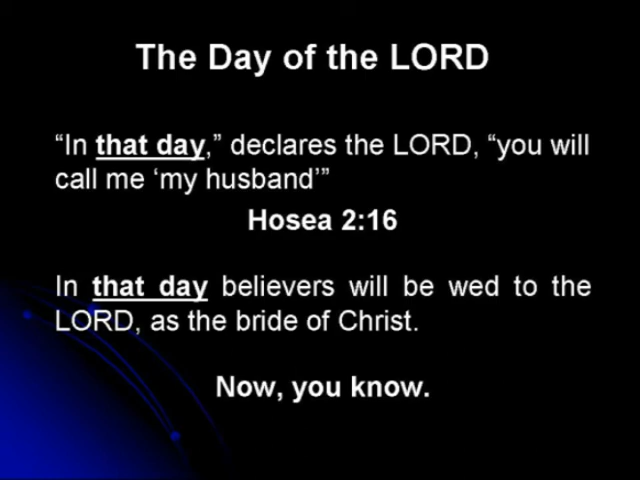 The Day of the LORD
“In that day,” declares the LORD, “you will
call me ‘my husband’”
Hosea 2:16
In that day believers will be wed to the
LORD, as the bride of Christ.
Now, you know.